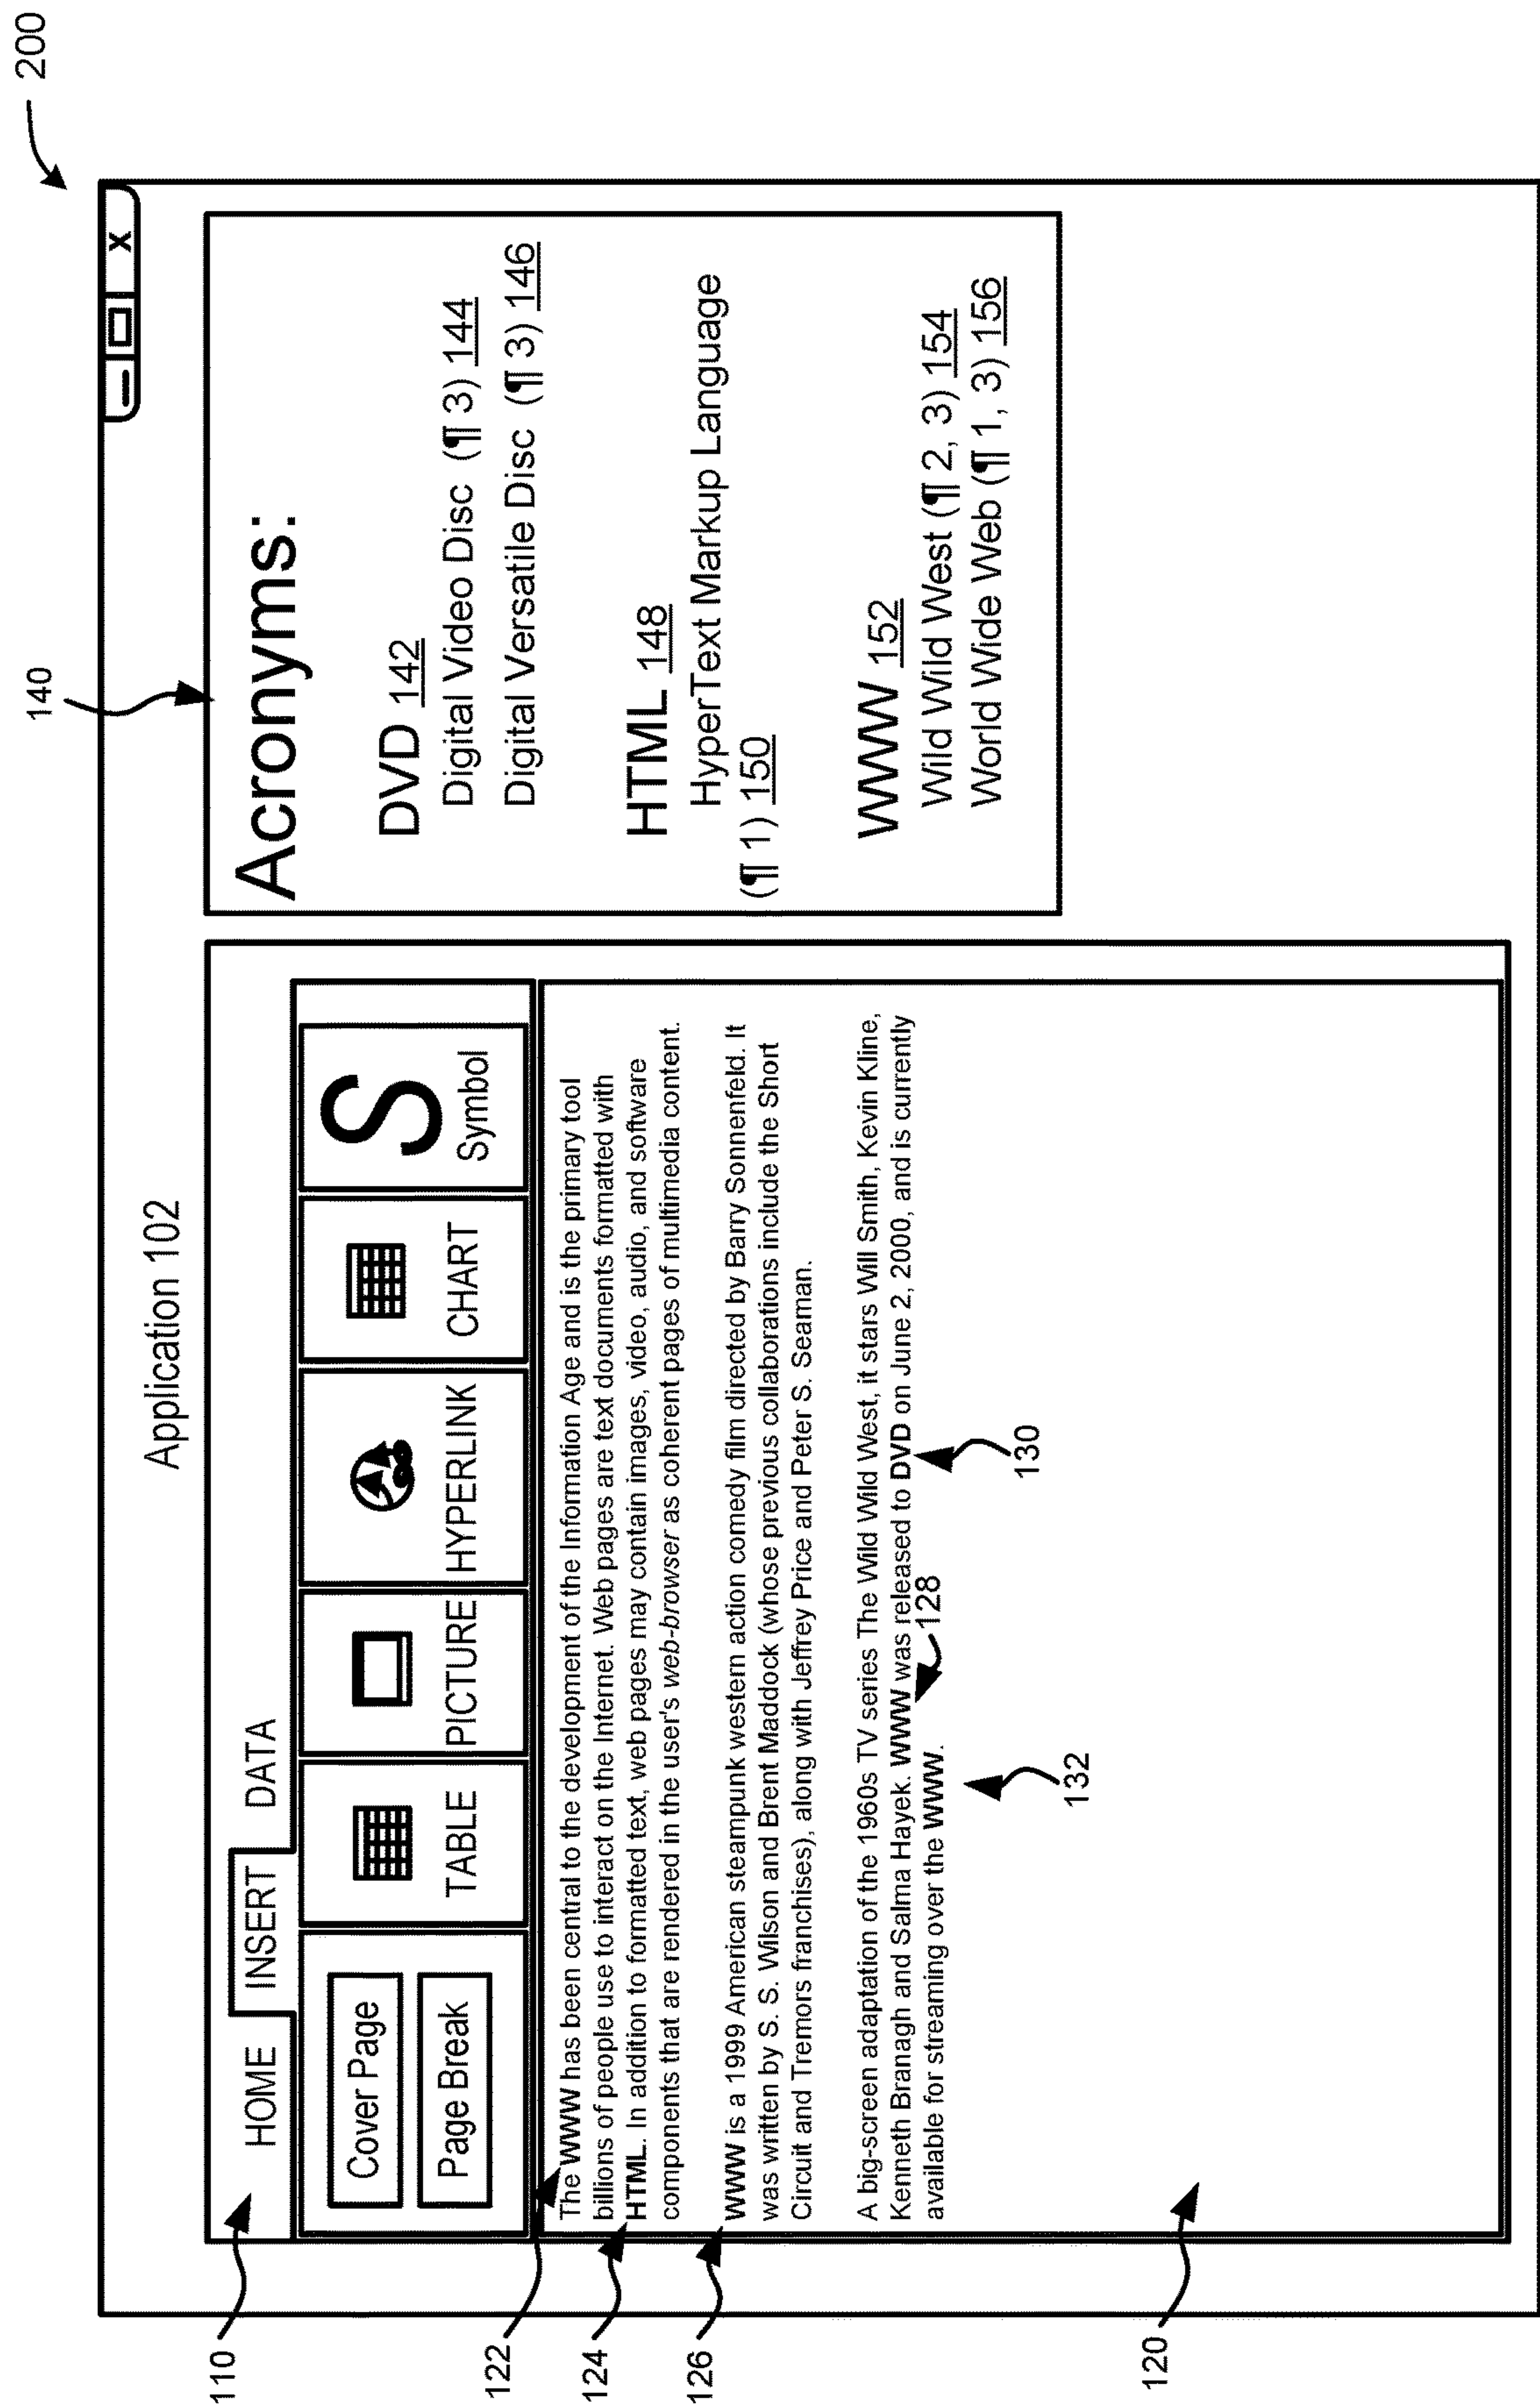 200
140
Application 102
110
HOME INSERT DATA
Cover Page
Page Break
TABLE
PICTURE
HYPERLINK
CHART
S
Symbol
122
The WWW has been central to the development of the Information Age and is the primary tool
billions of people use to interact on the Internet. Web pages are text documents formatted with
124
HTML. In addition to formatted text, web pages may contain images, video, audio, and software
components that are rendered in the user's web-browser as coherent pages of multimedia content.
126
WWW is a 1999 American steampunk western action comedy film directed by Barry Sonnenfeld. It
was written by S. S. Wilson and Brent Maddock (whose previous collaborations include the Short
Circuit and Tremors franchises), along with Jeffrey Price and Peter S. Seaman.
A big-screen adaptation of the 1960s TV series The Wild Wild West, it stars Will Smith, Kevin Kline,
Kenneth Branagh and Salma Hayek. WWW was released to DVD on June 2, 2000, and is currently
available for streaming over the WWW.
128
130
132
120
X
Acronyms:
DVD 142
Digital Video Disc (¶ 3) 144
Digital Versatile Disc (¶ 3) 146
HTML 148
HyperText Markup Language
(¶ 1) 150
WWW 152
Wild Wild West (¶ 2, 3) 154
World Wide Web (¶ 1, 3) 156